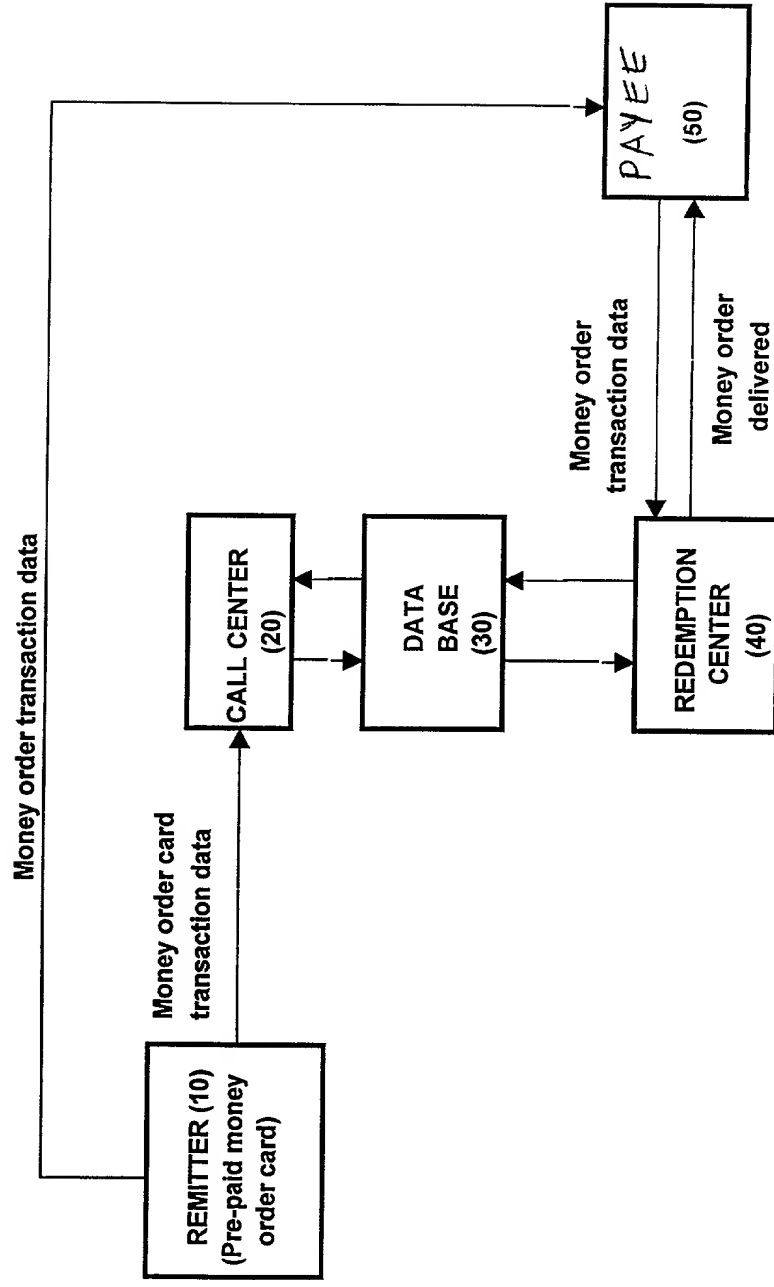 Money order transaction data
REMITTER (10)
(Pre-paid money
order card)
Money order card
transaction data
CALL CENTER
(20)
DATA
BASE
(30)
REDEMPTION
CENTER
(40)
Money order
transaction data
Money order
delivered
PAYEE
(50)